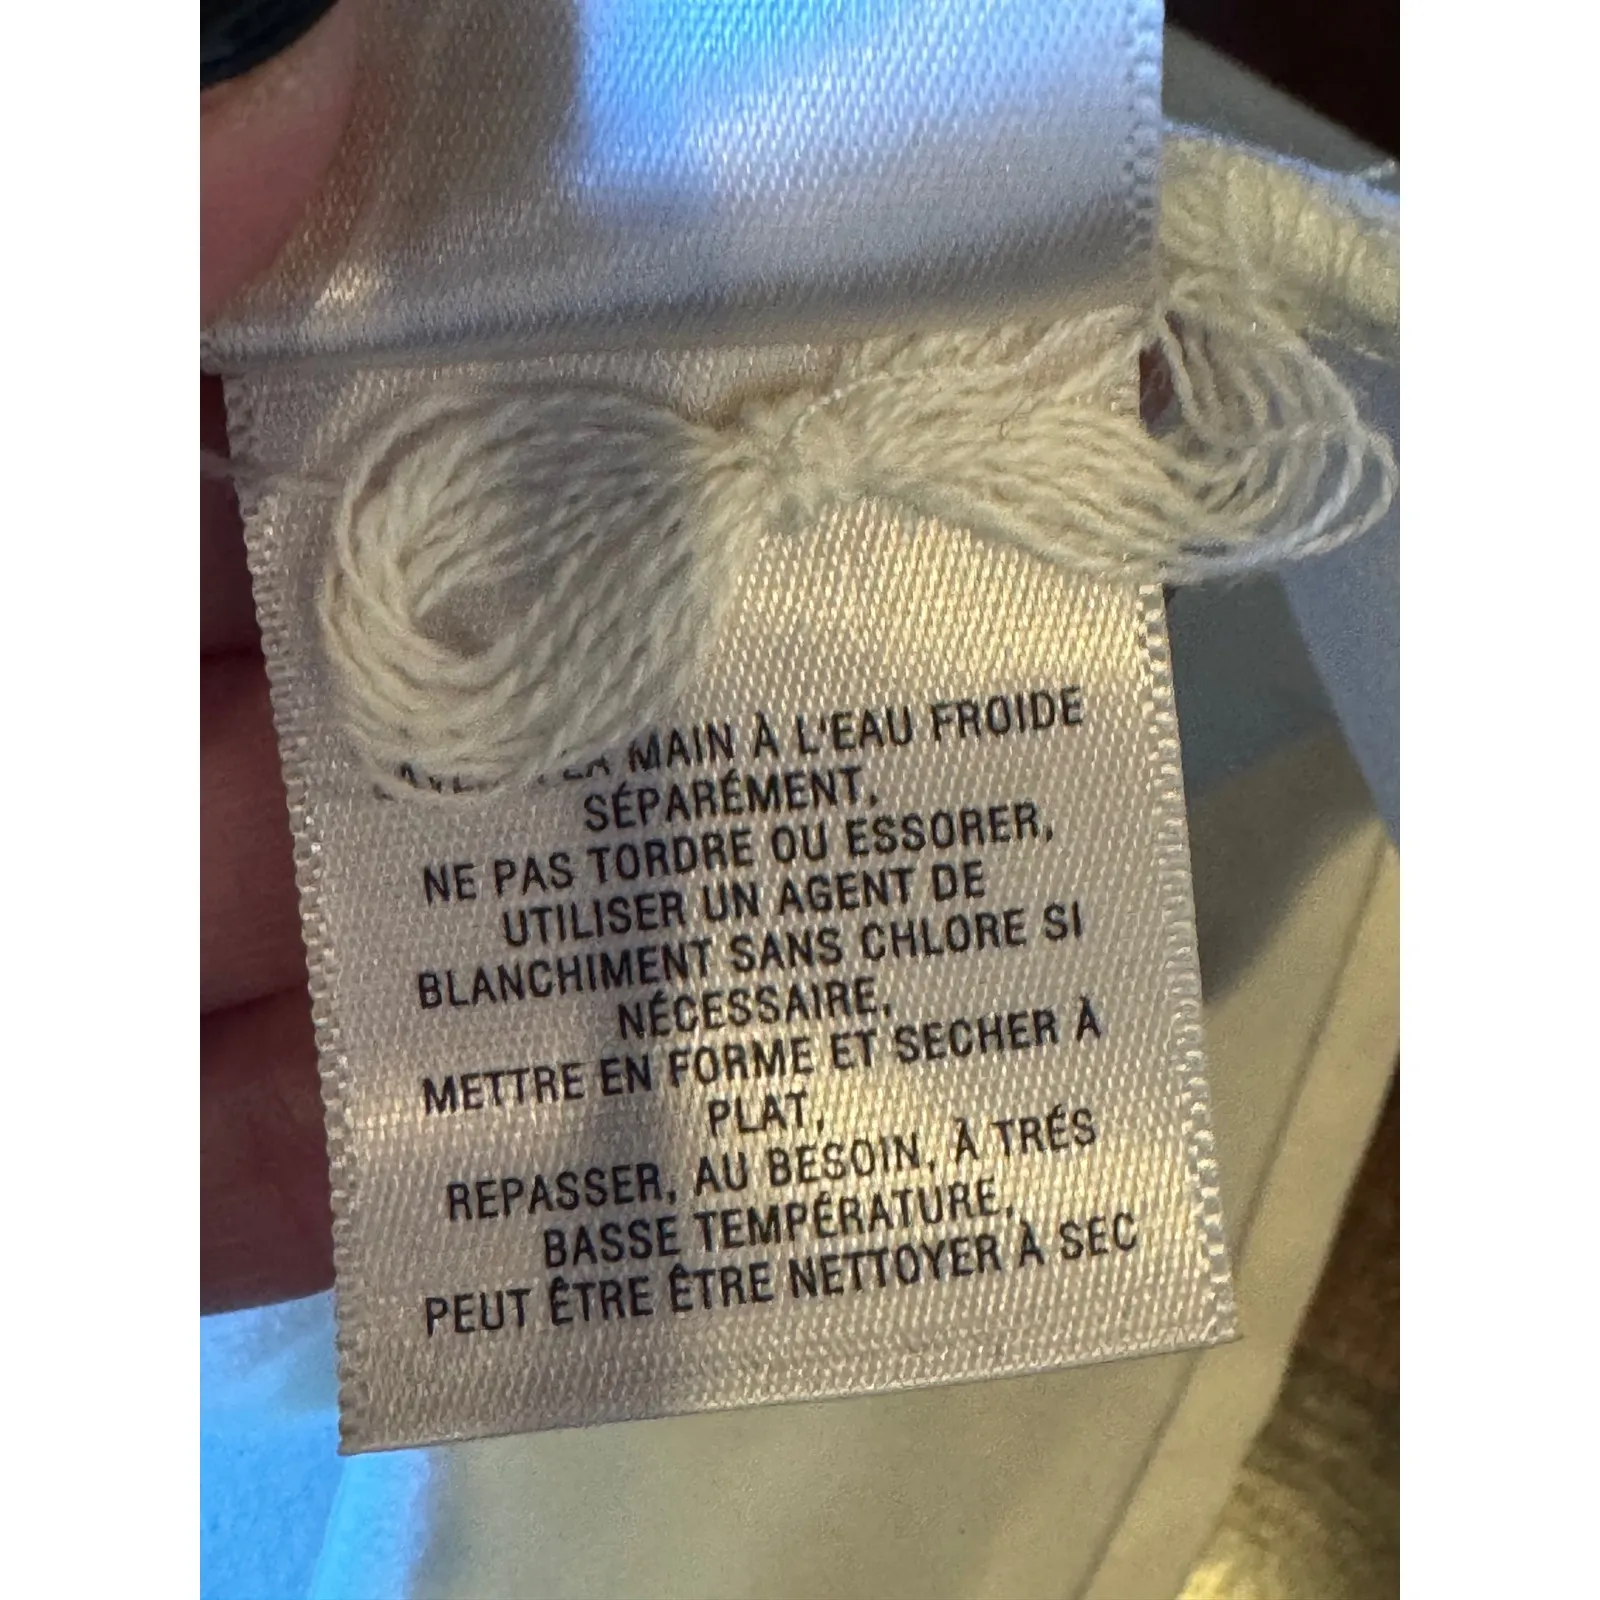 LA MAIN À L'EAU FROIDE
SÉPARÉMENT,
NE PAS TORDRE OU ESSORER,
UTILISER UN AGENT DE
BLANCHIMENT SANS CHLORE SI
NÉCESSAIRE,
METTRE EN FORME ET SECHER À
PLAT,
REPASSER, AU BESOIN, À TRÉS
BASSE TEMPÉRATURE,
PEUT ÊTRE ÊTRE NETTOYER À SEC